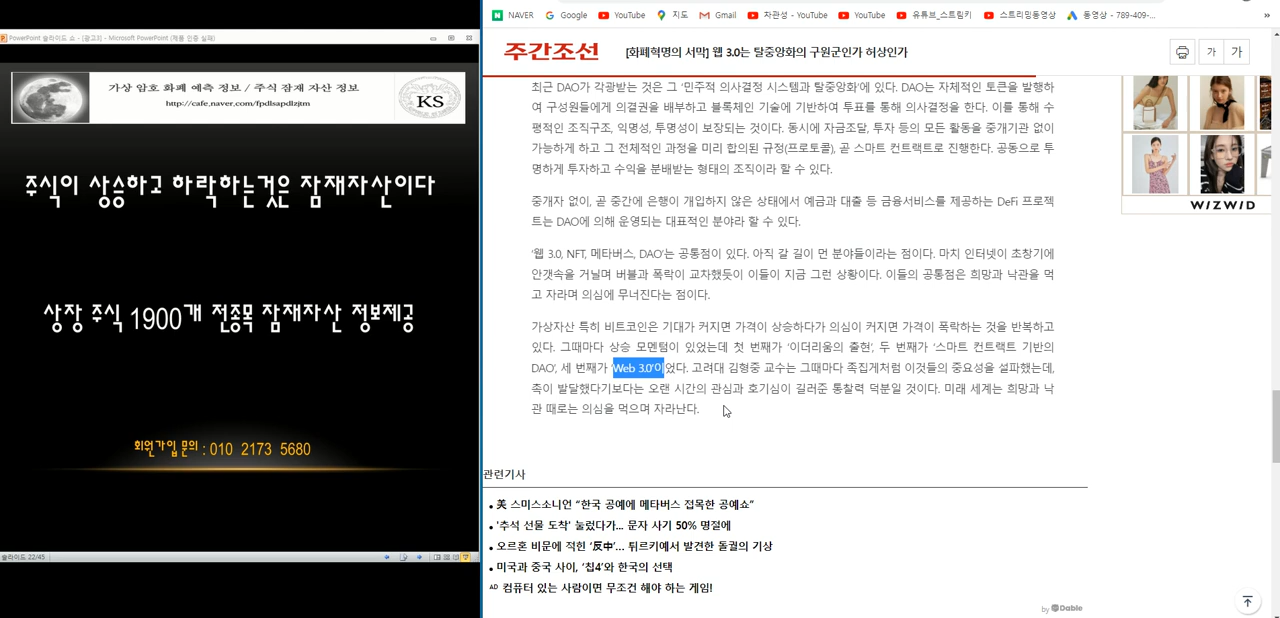 PowerPoint 슬라이드 쇼 - [광고3] - Microsoft PowerPoint (제품 인증 실패)
가상 암호 화폐 예측 정보 / 주식 잠재 자산 정보
http://cafe.naver.com/fpdlsapdlzjtm
KS
주식이 상승하고 하락하는것은 잠재자산이다
상장 주식 1900개 전종목 잠재자산 정보제공
회원가입 문의 : 010 2173 5680
슬라이드 22/45
NAVER Google YouTube 지도 Gmail 차관성 - YouTube YouTube 유튜브_스트림키 스트리밍동영상 동영상 - 789-409-... »
주간조선 [화폐혁명의 서막] 웹 3.0는 탈중앙화의 구원군인가 허상인가 가 가
최근 DAO가 각광받는 것은 그 '민주적 의사결정 시스템과 탈중앙화'에 있다. DAO는 자체적인 토큰을 발행하
여 구성원들에게 의결권을 배부하고 블록체인 기술에 기반하여 투표를 통해 의사결정을 한다. 이를 통해 수
평적인 조직구조, 익명성, 투명성이 보장되는 것이다. 동시에 자금조달, 투자 등의 모든 활동을 중개기관 없이
가능하게 하고 그 전체적인 과정을 미리 합의된 규정(프로토콜), 곧 스마트 컨트랙트로 진행한다. 공동으로 투
명하게 투자하고 수익을 분배받는 형태의 조직이라 할 수 있다.
중개자 없이, 곧 중간에 은행이 개입하지 않은 상태에서 예금과 대출 등 금융서비스를 제공하는 DeFi 프로젝
트는 DAO에 의해 운영되는 대표적인 분야라 할 수 있다.
'웹 3.0, NFT, 메타버스, DAO'는 공통점이 있다. 아직 갈 길이 먼 분야들이라는 점이다. 마치 인터넷이 초창기에
안갯속을 거닐며 버블과 폭락이 교차했듯이 이들이 지금 그런 상황이다. 이들의 공통점은 희망과 낙관을 먹
고 자라며 의심에 무너진다는 점이다.
가상자산 특히 비트코인은 기대가 커지면 가격이 상승하다가 의심이 커지면 가격이 폭락하는 것을 반복하고
있다. 그때마다 상승 모멘텀이 있었는데 첫 번째가 '이더리움의 출현', 두 번째가 '스마트 컨트랙트 기반의
DAO', 세 번째가 'Web 3.0'이었다. 고려대 김형중 교수는 그때마다 족집게처럼 이것들의 중요성을 설파했는데,
촉이 발달했다기보다는 오랜 시간의 관심과 호기심이 길러준 통찰력 덕분일 것이다. 미래 세계는 희망과 낙
관 때로는 의심을 먹으며 자라난다.
WIZWID
관련기사
• 美 스미스소니언 "한국 공예에 메타버스 접목한 공예쇼"
• '추석 선물 도착' 눌렀다가... 문자 사기 50% 명절에
• 오르혼 비문에 적힌 '反中'... 튀르키예서 발견한 돌궐의 기상
• 미국과 중국 사이, '칩4'와 한국의 선택
AD 컴퓨터 있는 사람이면 무조건 해야 하는 게임!
by Dable